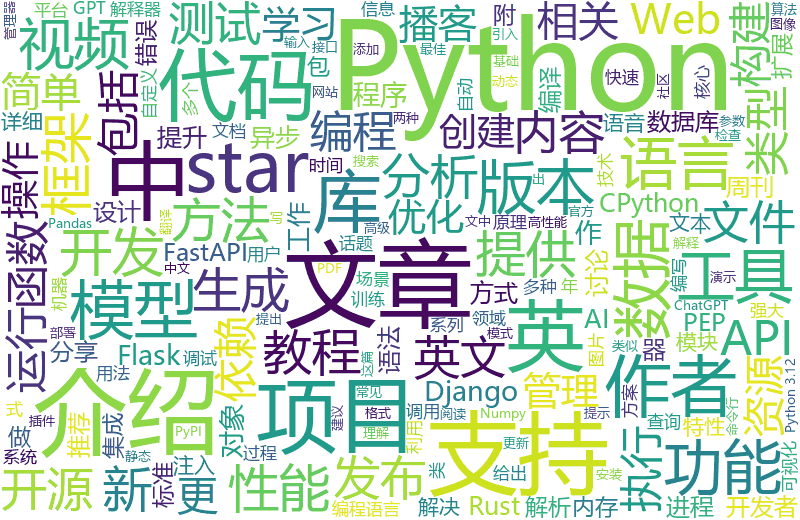 平台 GPT 解释器
管理器
视频
简单
测试
学习
错误
附
播客
包
信息
相关
Web
输入 接口
添加
最佳
引入
基础
动态
构建
算法
图像
扩展
自定义
多个
程序
编译
网站
快速
核心
社区
参数
检查
自动
两种
类型
详细
提升
文档
异步
编程
创建
内容
语音
数据库
技术
操作
框架
包括
代码
Python
中
star
库
版本
分析
语言
CPython
周刊
文件
设计
时间
方法
优化
工作
话题
搜索
写
高级
文中
原理
高性能
官方
作
文本
解释
函数
运行
Pandas
开发
FastAPI
用户
翻译
中文
机器
模型
生成
文章
PDF
场景
训练
演示
提供
方式
多种
年
讨论
数据
编写
ChatGPT
PEP
工具
强大
模块
API
领域
AI
图片
类似
器
分享
部署
提出
Flask
调试
语法
教程
系列
模式
这篇
英文
英
依赖
用法
式
插件
系统
推荐
集成
做
介绍
项目
对象
Django
管理
作者
资源
方案
命令行
查询
特性
Python 3.12
可视化
常见
格式
建议
理解
调用
阅读
利用
Numpy
提示
支持
开源
新
标准
PyPI
静态
注入
更
过程
性能
编程语言
发布
类
给出
更新
解决
Rust
安装
解析
内存
执行
进程
功能
开发者